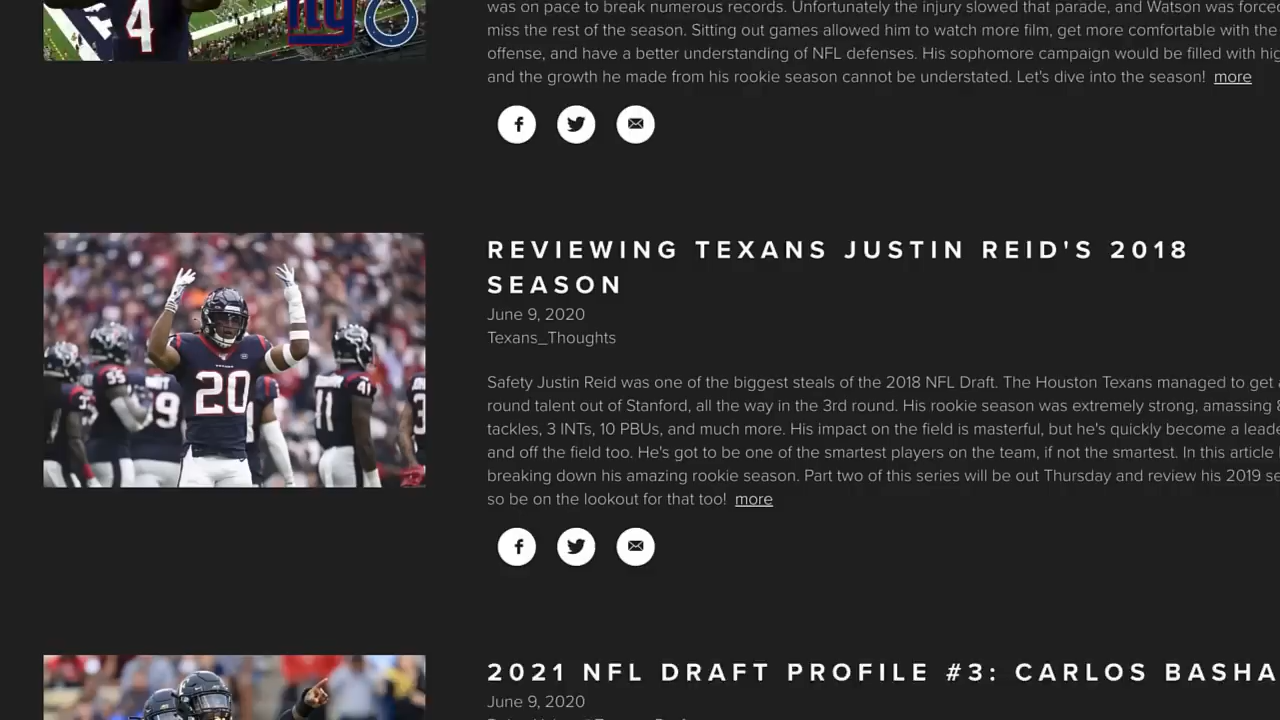 4
ny
was on pace to break numerous records. Unfortunately the injury slowed that parade, and Watson was forced
miss the rest of the season. Sitting out games allowed him to watch more film, get more comfortable with the
offense, and have a better understanding of NFL defenses. His sophomore campaign would be filled with hig
and the growth he made from his rookie season cannot be understated. Let's dive into the season! more
REVIEWING TEXANS JUSTIN REID'S 2018
SEASON
June 9, 2020
Texans_Thoughts
20
55
41
Safety Justin Reid was one of the biggest steals of the 2018 NFL Draft. The Houston Texans managed to get
round talent out of Stanford, all the way in the 3rd round. His rookie season was extremely strong, amassing
tackles, 3 INTs, 10 PBUs, and much more. His impact on the field is masterful, but he's quickly become a leade
and off the field too. He's got to be one of the smartest players on the team, if not the smartest. In this article
breaking down his amazing rookie season. Part two of this series will be out Thursday and review his 2019 se
so be on the lookout for that too! more
2021 NFL DRAFT PROFILE #3: CARLOS BASHA
June 9, 2020